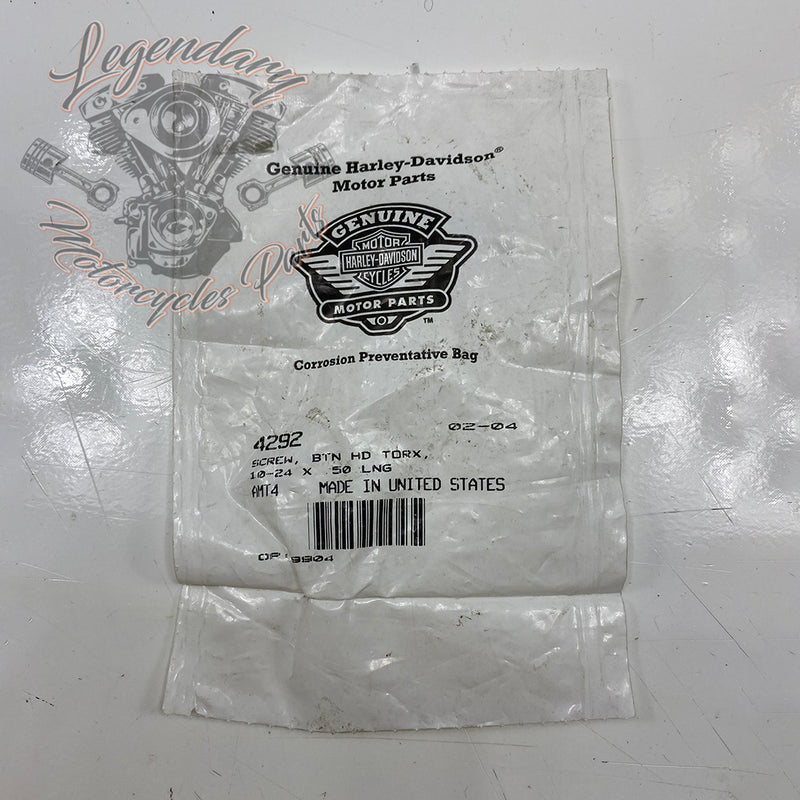 Legendary
Motorcycles Parts
Genuine Harley-Davidson®
Motor Parts
GENUINE
MOTOR
HARLEY-DAVIDSON
CYCLES
MOTOR PARTS
TM
Corrosion Preventative Bag
02-04
4292
SCREW, BTN HD TORX,
10-24 X .50 LNG
AMT4 MADE IN UNITED STATES